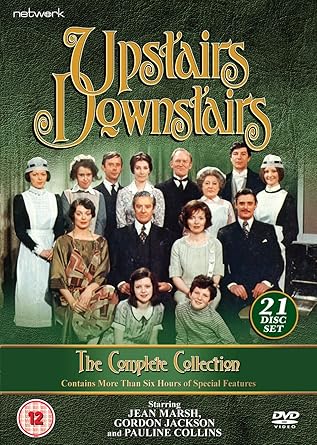 network
Upstairs
Downstairs
21
DISC
SET
The Complete Collection
Contains More Than Six Hours of Special Features
Starring
JEAN MARSH,
GORDON JACKSON
and PAULINE COLLINS
12
DVD
VIDEO